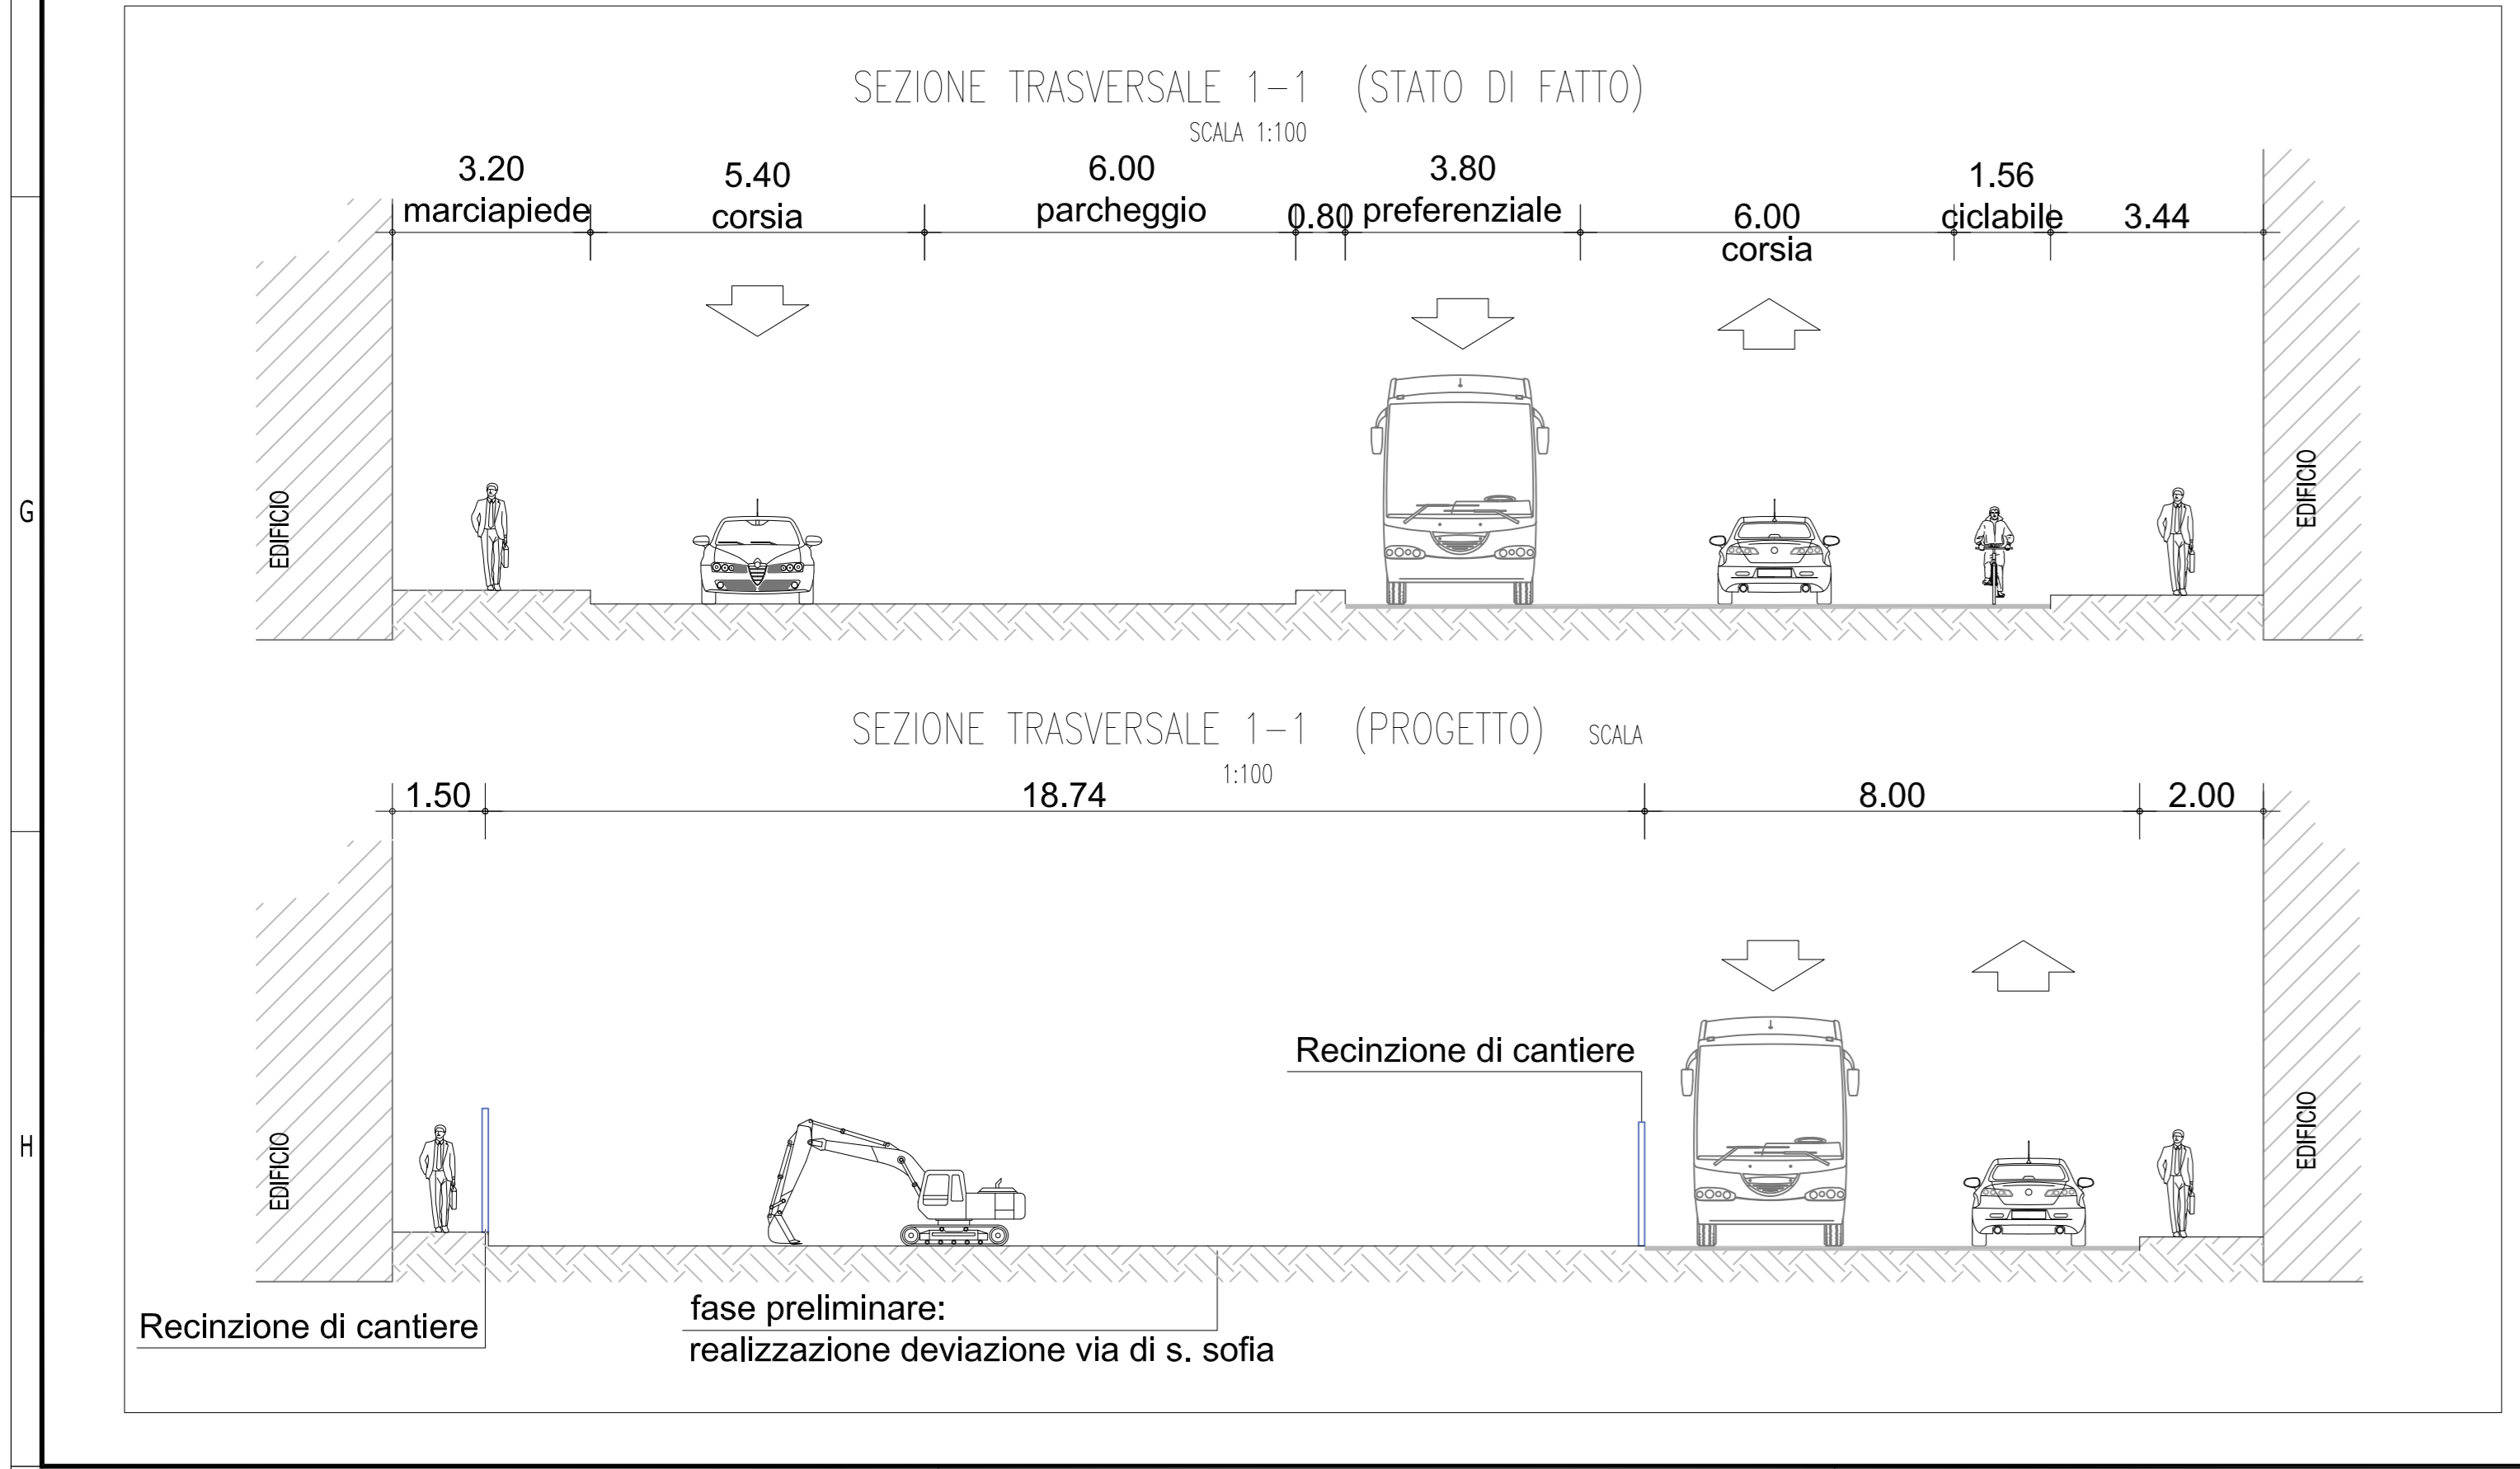 SEZIONE TRASVERSALE 1-1 (STATO DI FATTO)
SCALA 1:100
3.20
marciapiede
5.40
corsia
6.00
parcheggio
0.80
3.80
preferenziale
6.00
corsia
1.56
ciclabile
3.44
EDIFICIO
EDIFICIO
G
SEZIONE TRASVERSALE 1-1 (PROGETTO) SCALA
1:100
1.50
18.74
8.00
2.00
Recinzione di cantiere
EDIFICIO
EDIFICIO
H
Recinzione di cantiere
fase preliminare:
realizzazione deviazione via di s. sofia